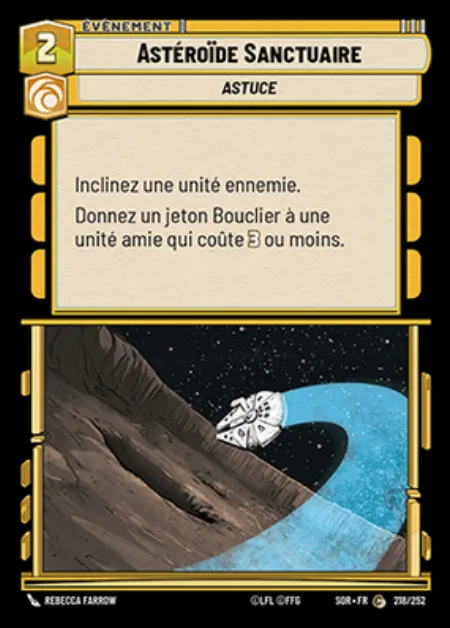 ÉVÉNEMENT
2
ASTÉROÏDE SANCTUAIRE
ASTUCE
Inclinez une unité ennemie.
Donnez un jeton Bouclier à une
unité amie qui coûte 3 ou moins.
REBECCA FARROW
©LFL ©FFG
SOR • FR
C
218/252